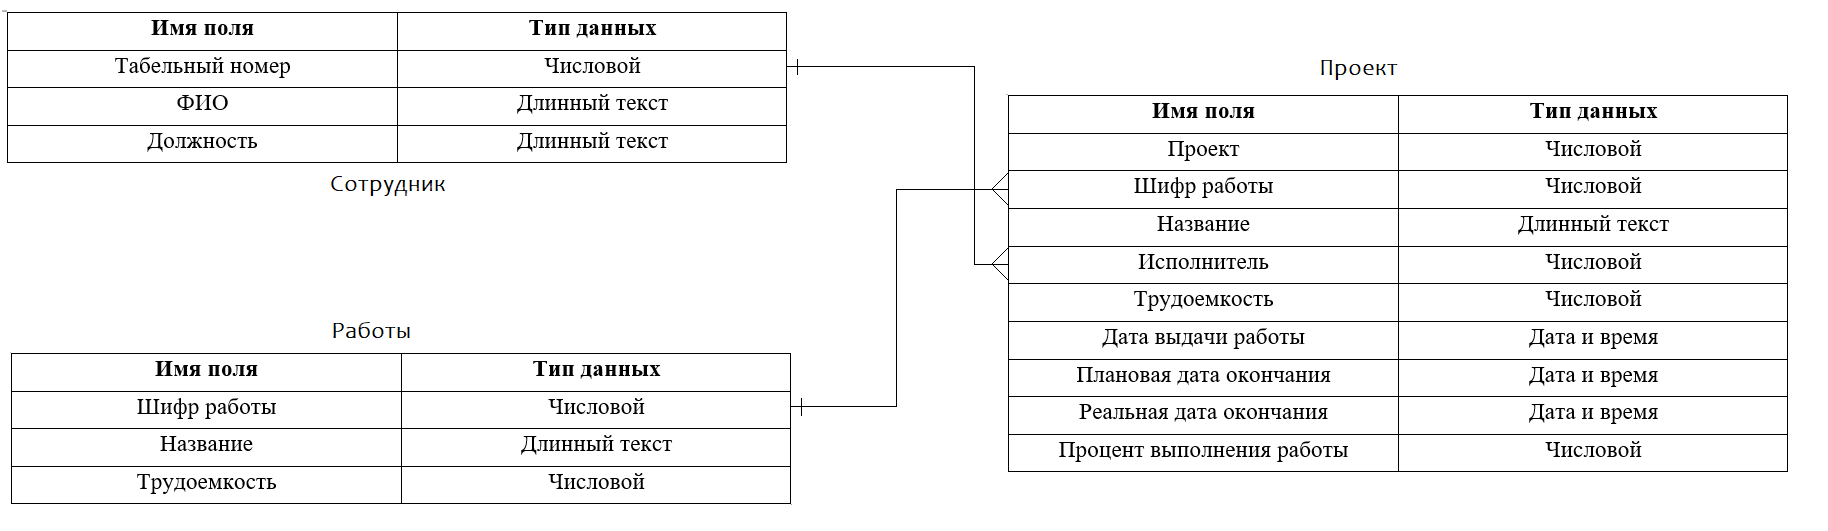 Имя поля Тип данных
Табельный номер Числовой
ФИО Длинный текст
Должность Длинный текст
Сотрудник
Работы
Имя поля Тип данных
Шифр работы Числовой
Название Длинный текст
Трудоемкость Числовой
Проект
Имя поля Тип данных
Проект Числовой
Шифр работы Числовой
Название Длинный текст
Исполнитель Числовой
Трудоемкость Числовой
Дата выдачи работы Дата и время
Плановая дата окончания Дата и время
Реальная дата окончания Дата и время
Процент выполнения работы Числовой